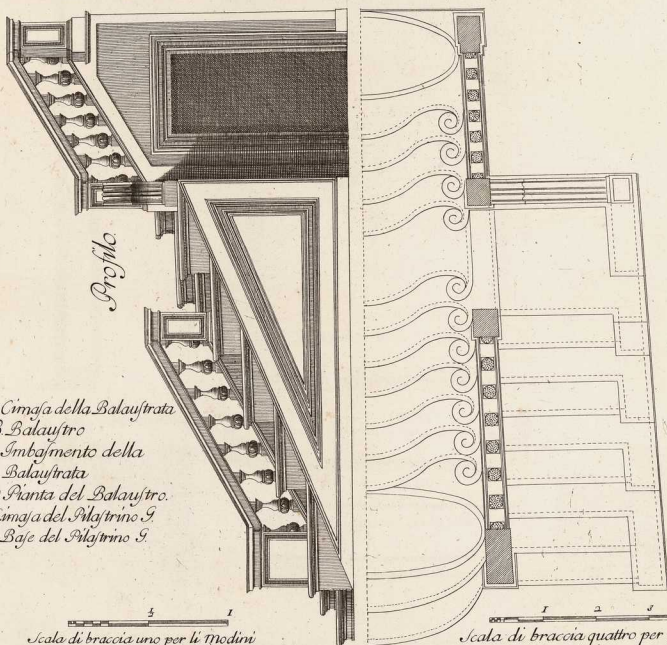 Profilo.
Cimaſa della Balauſtrata
B. Balauſtro
Imbaſmento della
Balauſtrata
Pianta del Balauſtro.
Cimaſa del Pilaſtrino G.
Baſe del Pilaſtrino G.
1/2 1
Scala di braccia uno per li Modini
1 2 3
Scala di braccia quattro per